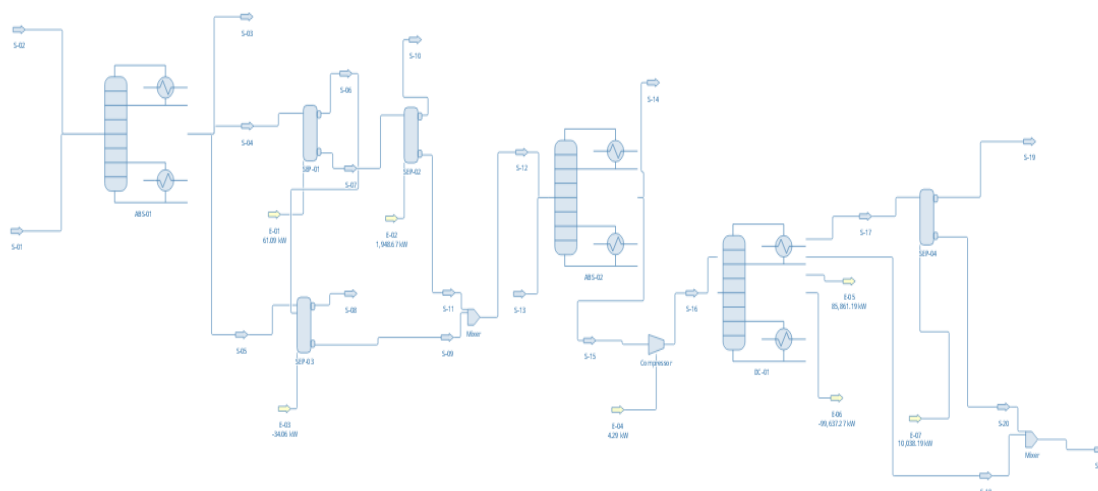 S-02
S-03
S-10
S-06
S-14
S-04
SEP-01
S-07
SEP-02
S-12
S-19
ABS-01
E-01
61.09 kW
E-02
1,948.67 kW
S-17
SEP-04
S-01
ABS-02
E-05
85,861.19 kW
S-08
S-11
S-13
S-16
Mixer
S-05
S-09
SEP-03
S-15
Compressor
DC-01
E-03
-34.06 kW
E-04
4.29 kW
E-06
-99,637.27 kW
E-07
10,038.19 kW
S-20
Mixer